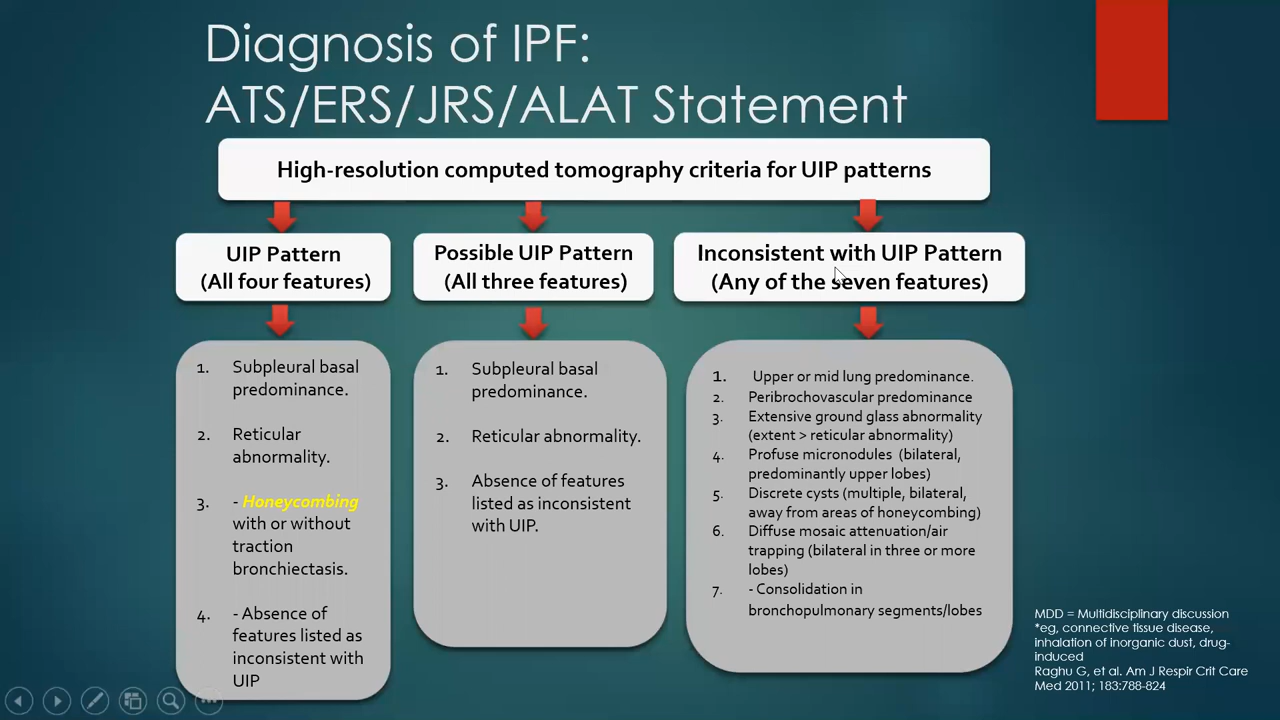 Diagnosis of IPF:
ATS/ERS/JRS/ALAT Statement
High-resolution computed tomography criteria for UIP patterns
UIP Pattern
(All four features)
Possible UIP Pattern
(All three features)
Inconsistent with UIP Pattern
(Any of the seven features)
1. Subpleural basal
predominance.
2. Reticular
abnormality.
3. - Honeycombing
with or without
traction
bronchiectasis.
4. - Absence of
features listed as
inconsistent with
UIP
1. Subpleural basal
predominance.
2. Reticular abnormality.
3. Absence of features
listed as inconsistent
with UIP.
1. Upper or mid lung predominance.
2. Peribrochovascular predominance
3. Extensive ground glass abnormality
(extent > reticular abnormality)
4. Profuse micronodules (bilateral,
predominantly upper lobes)
5. Discrete cysts (multiple, bilateral,
away from areas of honeycombing)
6. Diffuse mosaic attenuation/air
trapping (bilateral in three or more
lobes)
7. - Consolidation in
bronchopulmonary segments/lobes
MDD = Multidisciplinary discussion
*eg, connective tissue disease,
inhalation of inorganic dust, drug-
induced
Raghu G, et al. Am J Respir Crit Care
Med 2011; 183:788-824